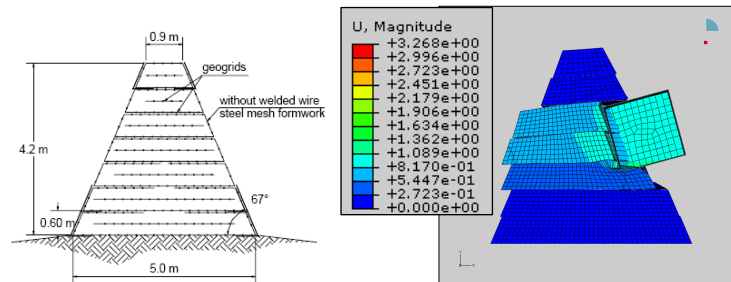 0.9 m
geogrids
without welded wire
steel mesh formwork
4.2 m
67°
0.60 m
5.0 m
U, Magnitude
+3.268e+00
+2.996e+00
+2.723e+00
+2.451e+00
+2.179e+00
+1.906e+00
+1.634e+00
+1.362e+00
+1.089e+00
+8.170e-01
+5.447e-01
+2.723e-01
+0.000e+00